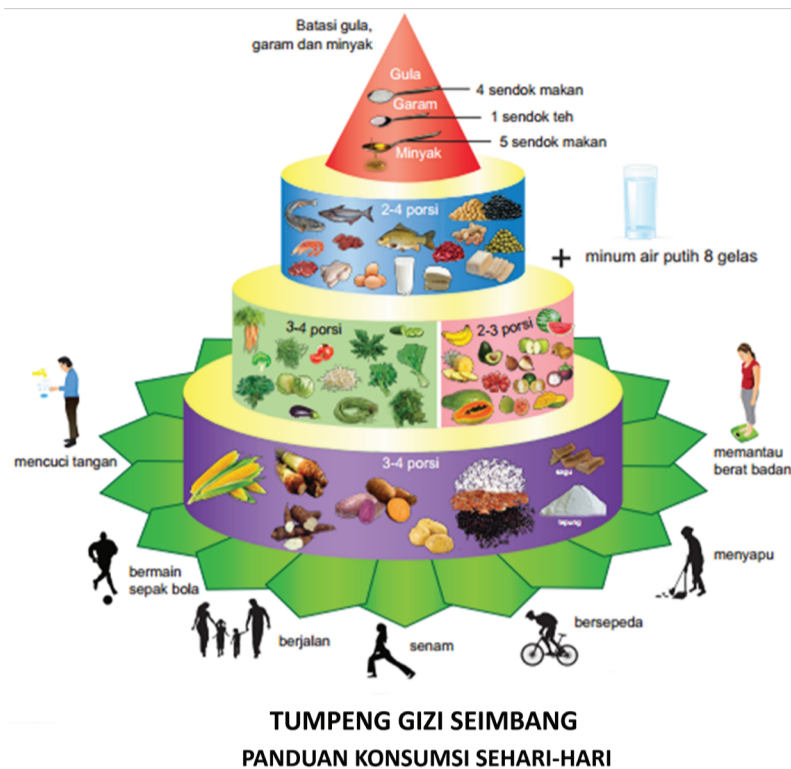 Batasi gula,
garam dan minyak
Gula
4 sendok makan
Garam
1 sendok teh
5 sendok makan
Minyak
2-4 porsi
+ minum air putih 8 gelas
3-4 porsi
2-3 porsi
mencuci tangan
memantau
berat badan
3-4 porsi
sagu
tepung
bermain
sepak bola
menyapu
berjalan
senam
bersepeda
TUMPENG GIZI SEIMBANG
PANDUAN KONSUMSI SEHARI-HARI